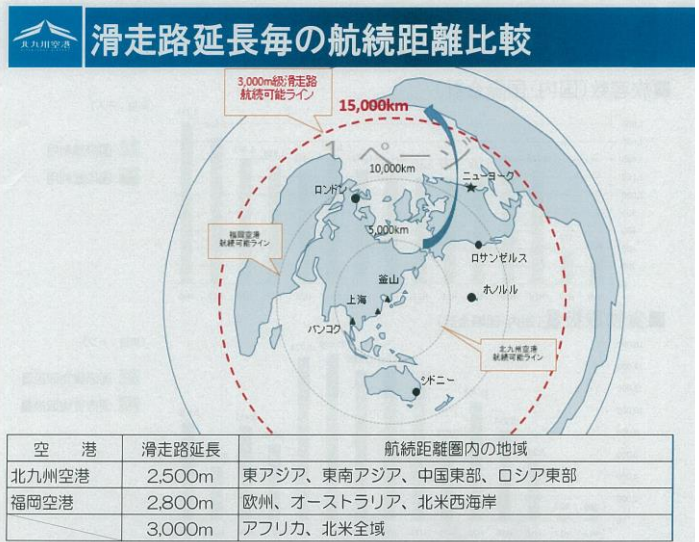 北九州空港
滑走路延長毎の航続距離比較
3,000m級滑走路
航続可能ライン
15,000km
1 ページ
10,000km
ニューヨーク
ロンドン
5,000km
福岡空港
航続可能ライン
ロサンゼルス
釜山
ホノルル
上海
バンコク
北九州空港
航続可能ライン
シドニー
空　港 滑走路延長 航続距離圏内の地域
北九州空港 2,500m 東アジア、東南アジア、中国東部、ロシア東部
福岡空港 2,800m 欧州、オーストラリア、北米西海岸
3,000m アフリカ、北米全域